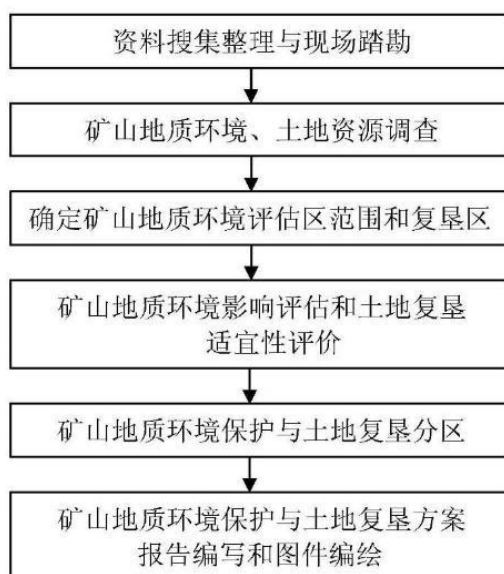 资料搜集整理与现场踏勘
矿山地质环境、土地资源调查
确定矿山地质环境评估区范围和复垦区
矿山地质环境影响评估和土地复垦
适宜性评价
矿山地质环境保护与土地复垦分区
矿山地质环境保护与土地复垦方案
报告编写和图件编绘